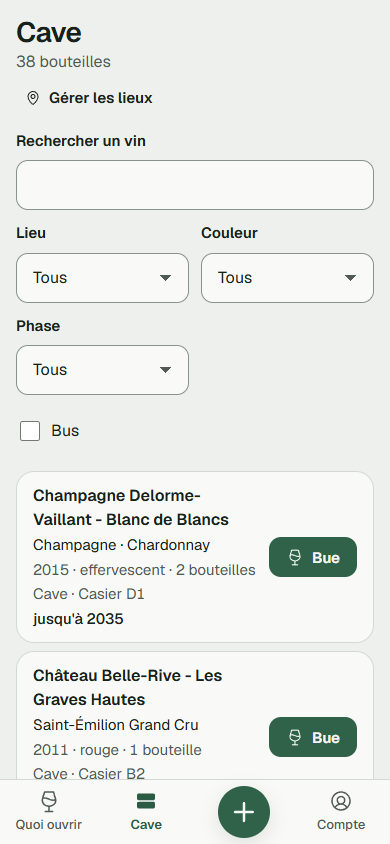 Cave
38 bouteilles
Gérer les lieux
Rechercher un vin
Lieu
Couleur
Tous
Tous
Phase
Tous
Bus
Champagne Delorme-
Vaillant - Blanc de Blancs
Champagne · Chardonnay
2015 · effervescent · 2 bouteilles
Cave · Casier D1
jusqu'à 2035
Bue
Château Belle-Rive - Les
Graves Hautes
Saint-Émilion Grand Cru
2011 · rouge · 1 bouteille
Cave · Casier B2
Bue
Quoi ouvrir
Cave
Compte